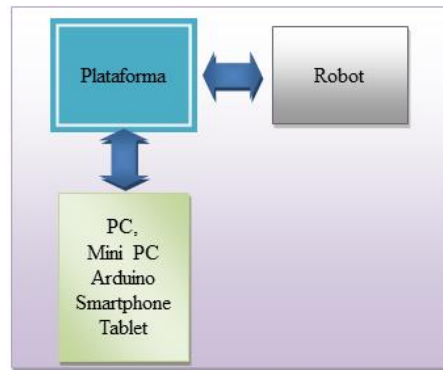 Plataforma
Robot
PC,
Mini PC
Arduino
Smartphone
Tablet